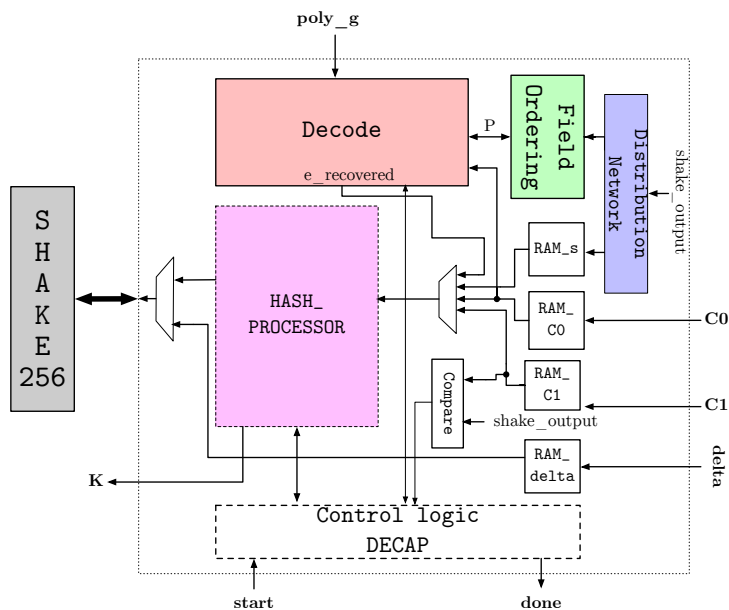 poly_g
Decode
e_recovered
P
Field
Ordering
Distribution
Network
shake_output
S
H
A
K
E
256
HASH_
PROCESSOR
RAM_s
RAM_
C0
C0
RAM_
C1
C1
Compare
shake_output
RAM_
delta
delta
K
Control logic
DECAP
start
done